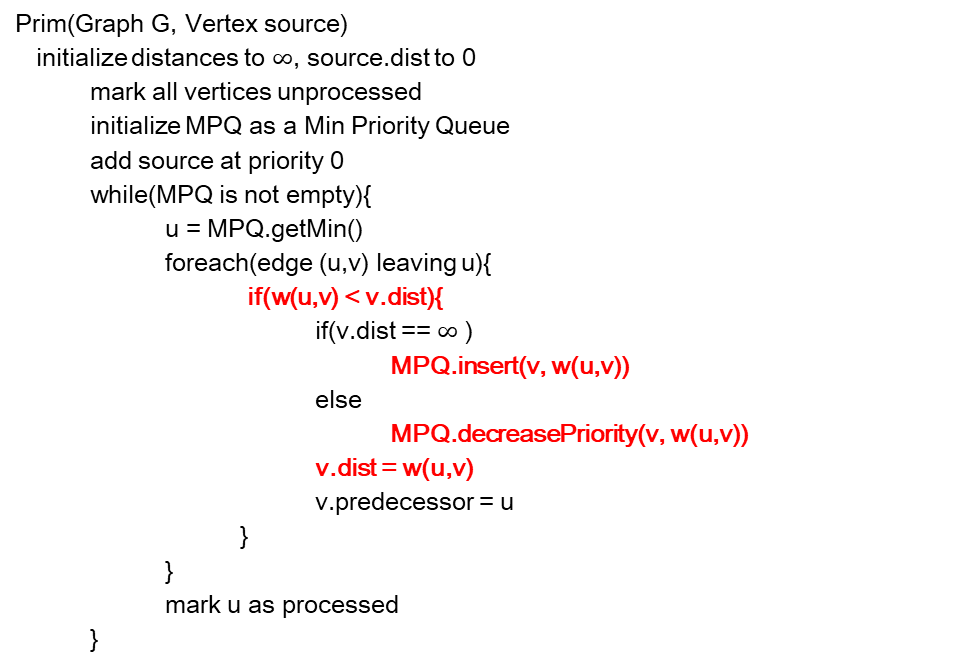 Prim(Graph G, Vertex source)
initialize distances to ∞, source.dist to 0
mark all vertices unprocessed
initialize MPQ as a Min Priority Queue
add source at priority 0
while(MPQ is not empty){
u = MPQ.getMin()
foreach(edge (u,v) leaving u){
if(w(u,v) < v.dist){
if(v.dist == ∞ )
MPQ.insert(v, w(u,v))
else
MPQ.decreasePriority(v, w(u,v))
v.dist = w(u,v)
v.predecessor = u
}
}
mark u as processed
}